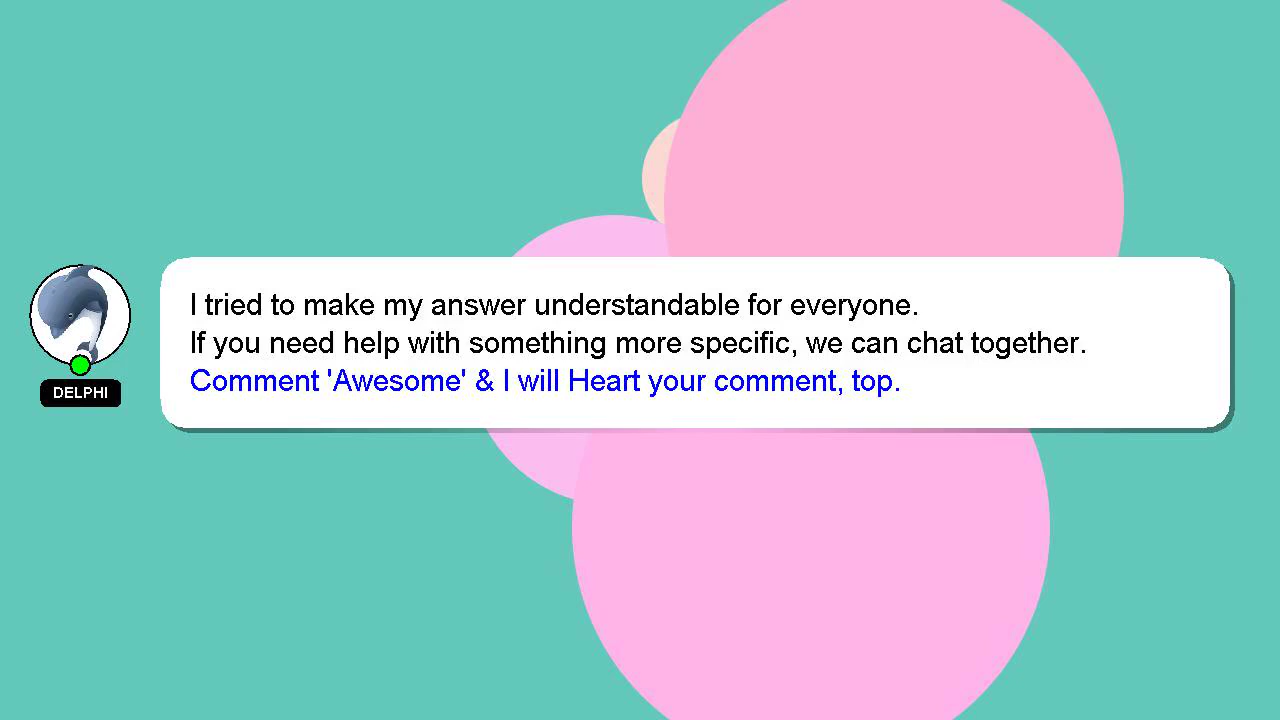 I tried to make my answer understandable for everyone.
If you need help with something more specific, we can chat together.
Comment 'Awesome' & I will Heart your comment, top.
DELPHI